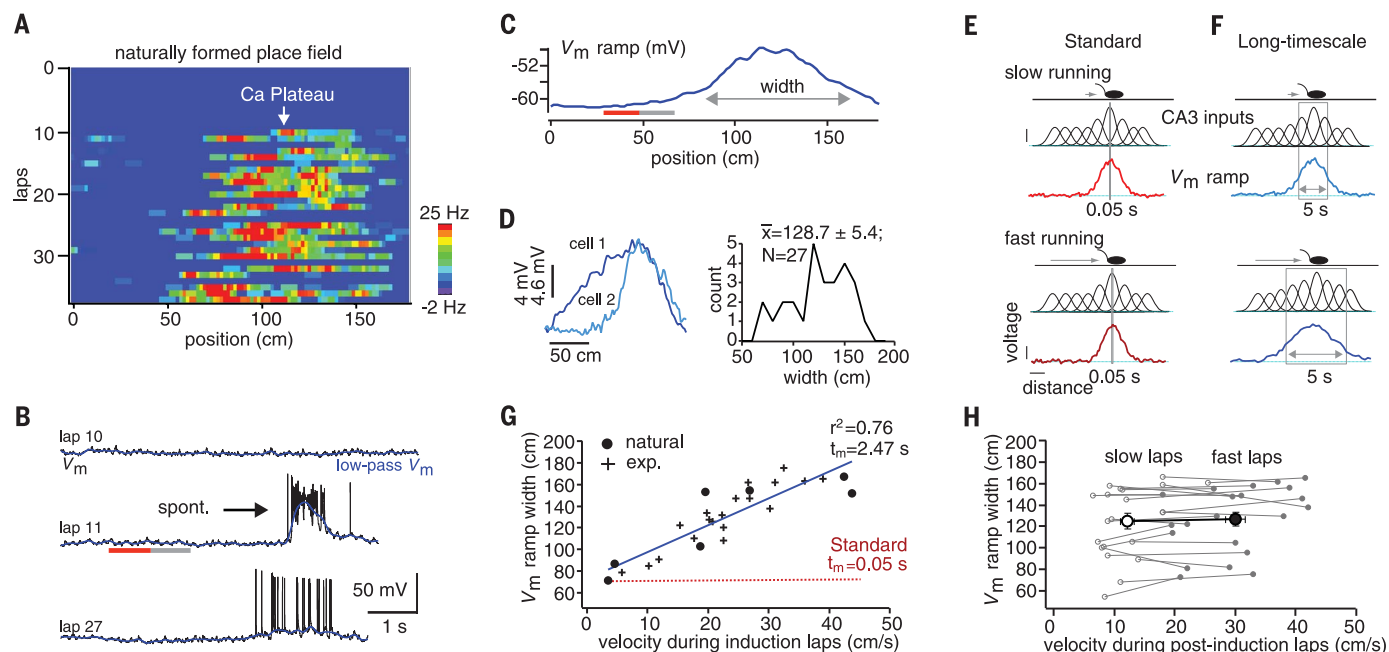 A
naturally formed place field
Ca Plateau
0
10
20
30
laps
0
50
100
150
position (cm)
25 Hz
-2 Hz
B
lap 10
Vm
low-pass Vm
spont.
lap 11
lap 27
50 mV
1 s
C
Vm ramp (mV)
-52
-60
width
0
50
100
150
position (cm)
D
cell 1
cell 2
4 mV
4.6 mV
50 cm
x̄=128.7 ± 5.4;
N=27
5
4
3
2
1
0
count
50
100
150
200
width (cm)
E
Standard
slow running
CA3 inputs
Vm ramp
0.05 s
fast running
voltage
distance
0.05 s
F
Long-timescale
5 s
5 s
G
natural
exp.
r²=0.76
tm=2.47 s
Standard
tm=0.05 s
200
180
160
140
120
100
80
60
Vm ramp width (cm)
0
10
20
30
40
50
velocity during induction laps (cm/s)
H
slow laps
fast laps
200
180
160
140
120
100
80
60
40
Vm ramp width (cm)
0
10
20
30
40
50
velocity during post-induction laps (cm/s)